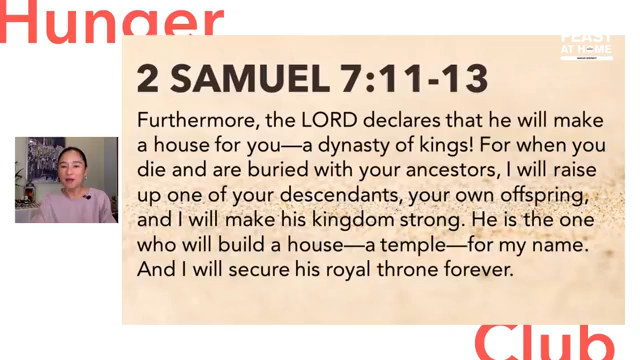 Hunger
FEAST
AT HOME
2 SAMUEL 7:11-13
Furthermore, the LORD declares that he will make
a house for you—a dynasty of kings! For when you
die and are buried with your ancestors, I will raise
up one of your descendants, your own offspring,
and I will make his kingdom strong. He is the one
who will build a house—a temple—for my name.
And I will secure his royal throne forever.
Club